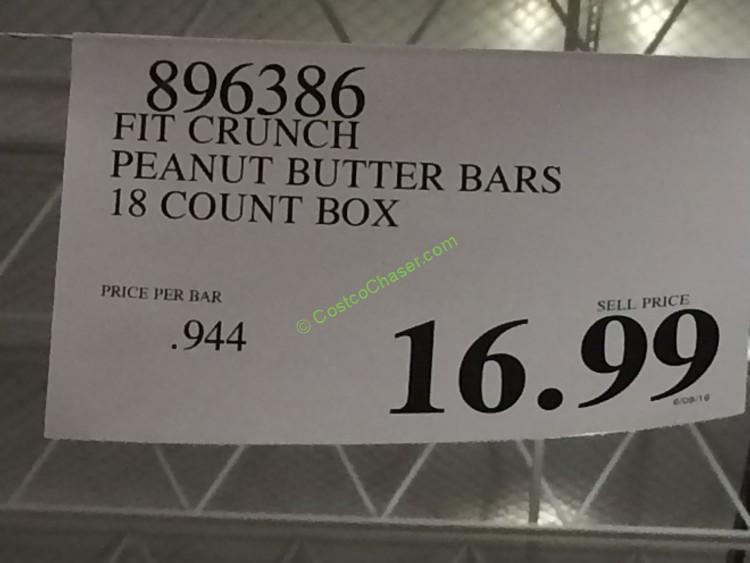 896386
FIT CRUNCH
PEANUT BUTTER BARS
18 COUNT BOX
© CostcoChaser.com
PRICE PER BAR
.944
SELL PRICE
16.99